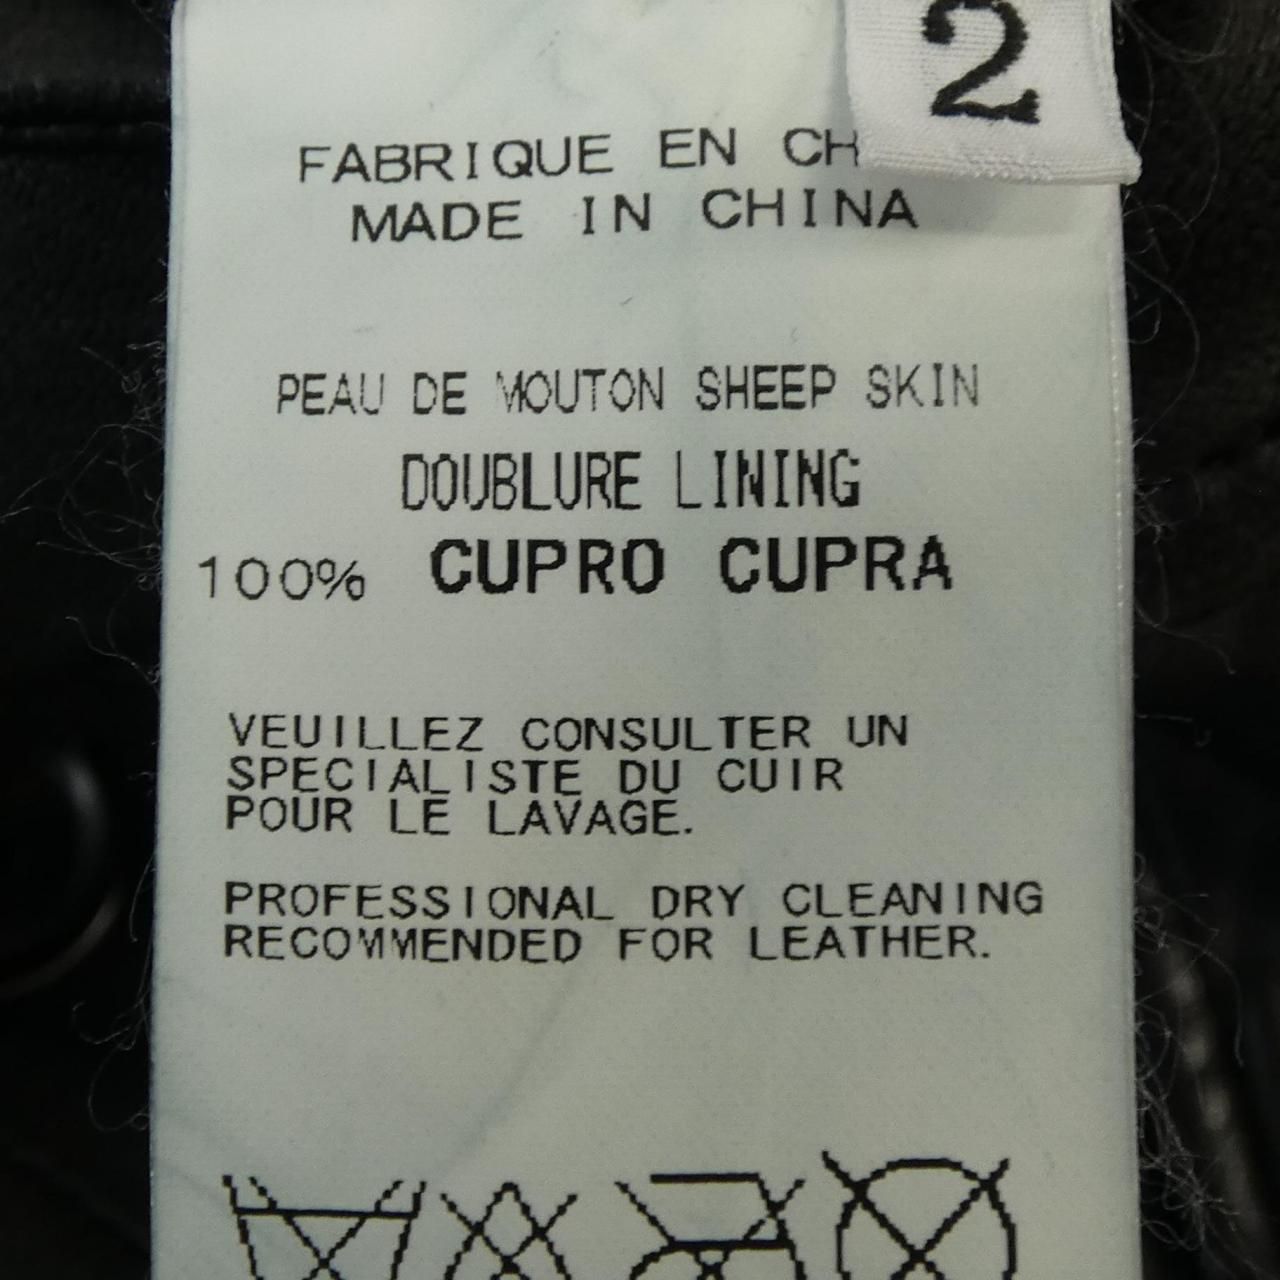 2
FABRIQUE EN CH
MADE IN CHINA
PEAU DE MOUTON SHEEP SKIN
DOUBLURE LINING
100% CUPRO CUPRA
VEUILLEZ CONSULTER UN
SPECIALISTE DU CUIR
POUR LE LAVAGE.
PROFESSIONAL DRY CLEANING
RECOMMENDED FOR LEATHER.